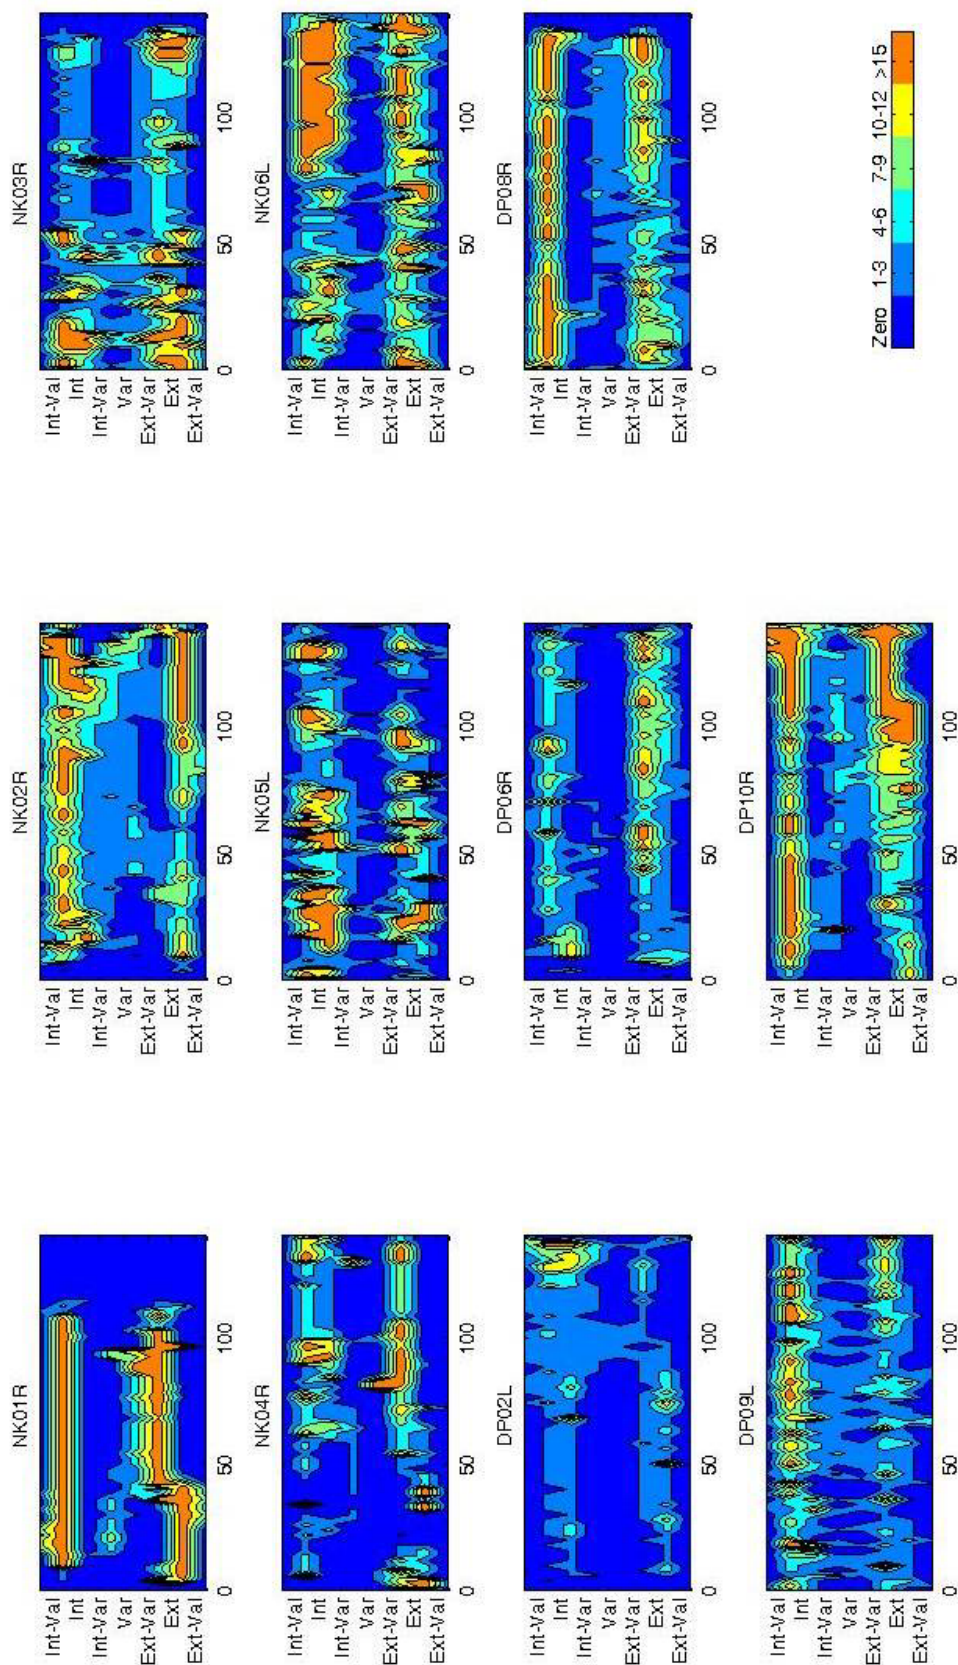 NK01R
Int-Val
Int
Int-Var
Var
Ext-Var
Ext
Ext-Val
0 50 100
NK02R
Int-Val
Int
Int-Var
Var
Ext-Var
Ext
Ext-Val
0 50 100
NK03R
Int-Val
Int
Int-Var
Var
Ext-Var
Ext
Ext-Val
0 50 100
NK04R
Int-Val
Int
Int-Var
Var
Ext-Var
Ext
Ext-Val
0 50 100
NK05L
Int-Val
Int
Int-Var
Var
Ext-Var
Ext
Ext-Val
0 50 100
NK06L
Int-Val
Int
Int-Var
Var
Ext-Var
Ext
Ext-Val
0 50 100
DP02L
Int-Val
Int
Int-Var
Var
Ext-Var
Ext
Ext-Val
0 50 100
DP06R
Int-Val
Int
Int-Var
Var
Ext-Var
Ext
Ext-Val
0 50 100
DP08R
Int-Val
Int
Int-Var
Var
Ext-Var
Ext
Ext-Val
0 50 100
DP09L
Int-Val
Int
Int-Var
Var
Ext-Var
Ext
Ext-Val
0 50 100
DP10R
Int-Val
Int
Int-Var
Var
Ext-Var
Ext
Ext-Val
0 50 100
Zero 1-3 4-6 7-9 10-12 >15